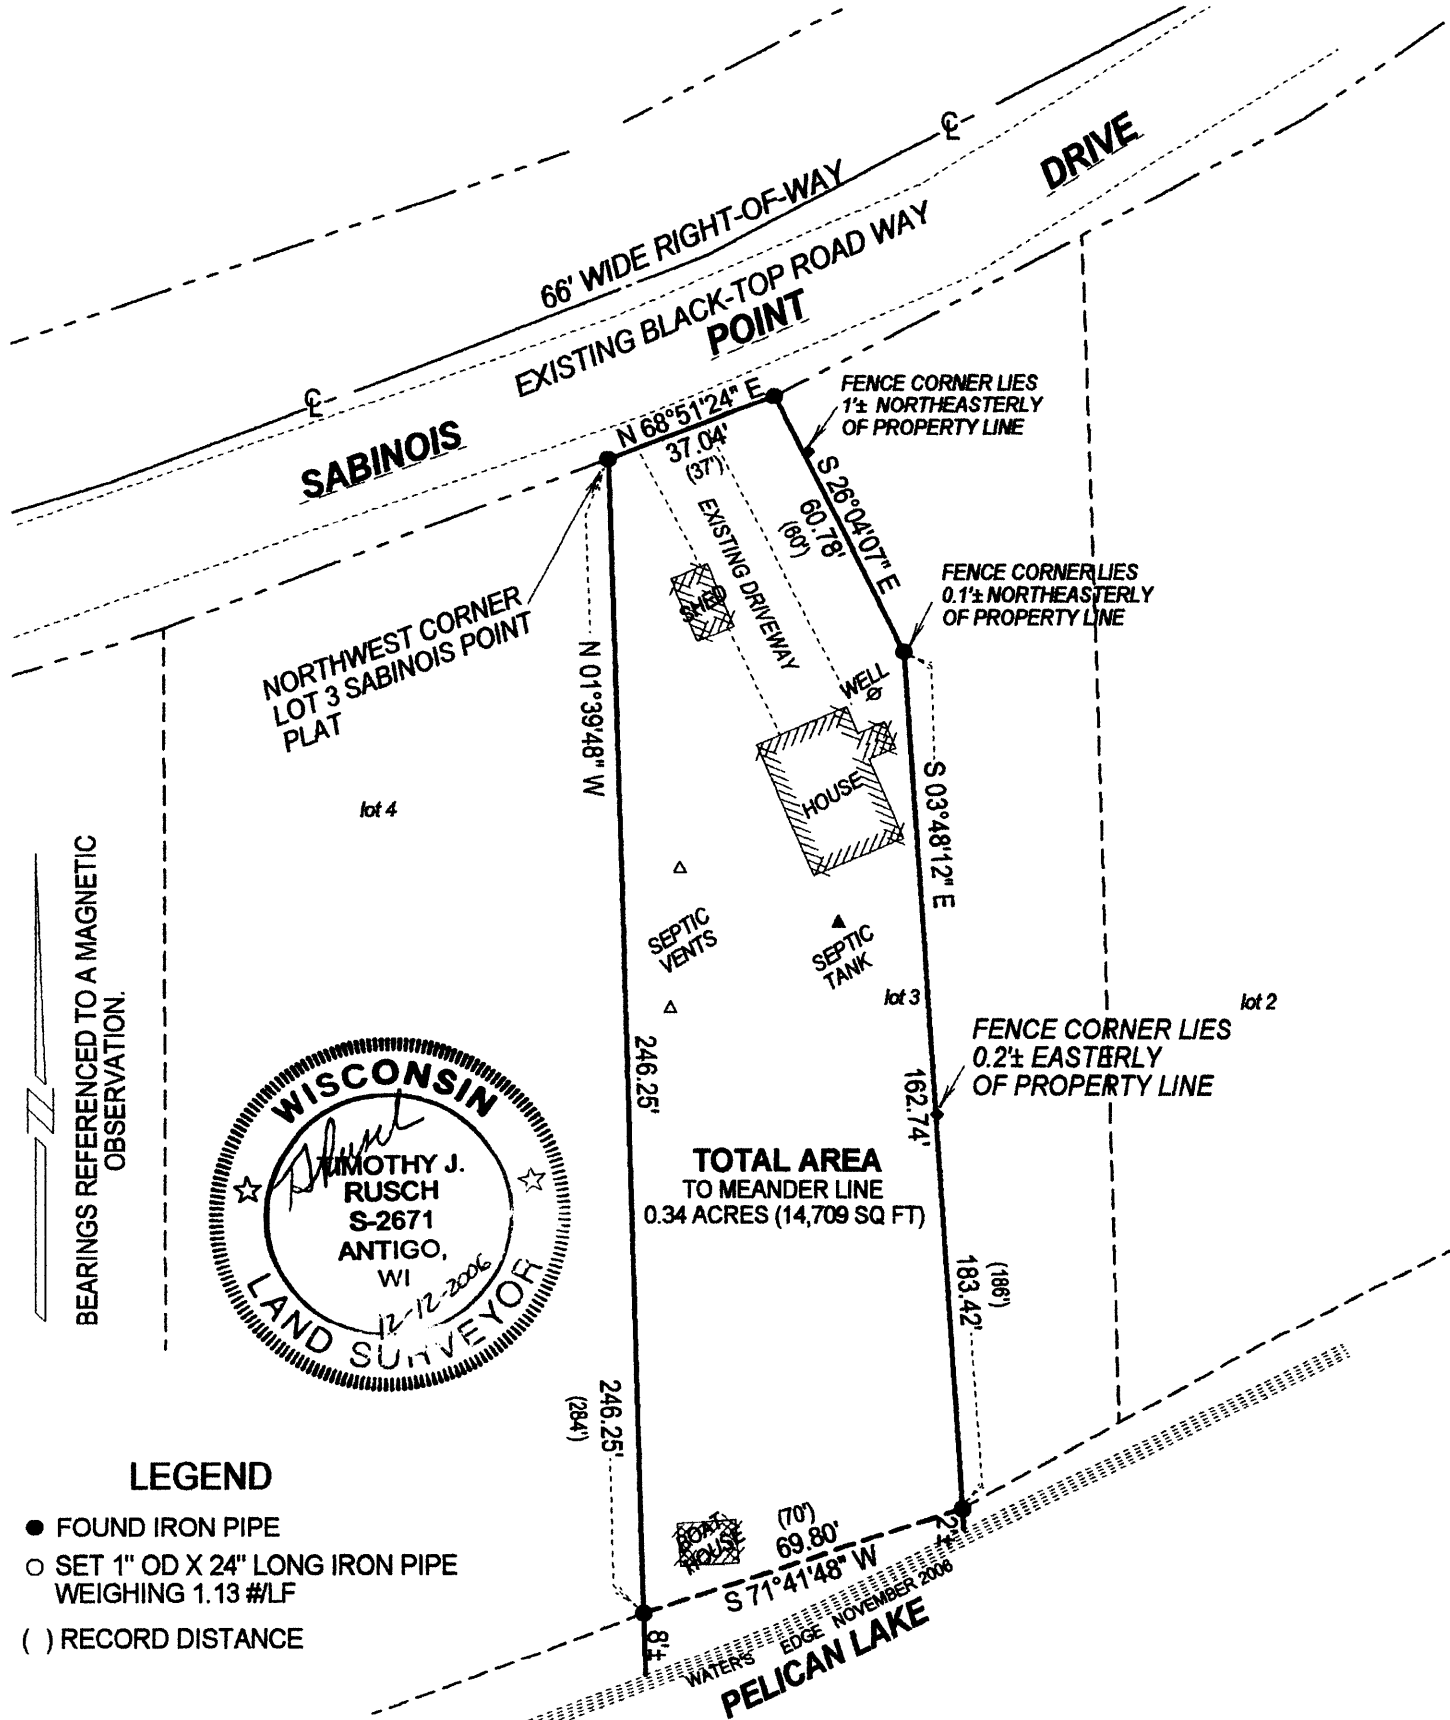 66' WIDE RIGHT-OF-WAY
EXISTING BLACK-TOP ROAD WAY
SABINOIS POINT DRIVE
FENCE CORNER LIES
1'± NORTHEASTERLY
OF PROPERTY LINE
N 68°51'24" E
37.04'
(37')
S 26°04'07" E
60.78'
(60')
EXISTING DRIVEWAY
SHED
FENCE CORNER LIES
0.1'± NORTHEASTERLY
OF PROPERTY LINE
NORTHWEST CORNER
LOT 3 SABINOIS POINT
PLAT
N 01°39'48" W
WELL
HOUSE
S 03°48'12" E
lot 4
SEPTIC
VENTS
SEPTIC
TANK
lot 3
lot 2
BEARINGS REFERENCED TO A MAGNETIC
OBSERVATION.
246.25'
FENCE CORNER LIES
0.2'± EASTERLY
OF PROPERTY LINE
162.74'
WISCONSIN
TIMOTHY J.
RUSCH
S-2671
ANTIGO,
WI
12-12-2006
LAND SURVEYOR
TOTAL AREA
TO MEANDER LINE
0.34 ACRES (14,709 SQ FT)
(186')
183.42'
246.25'
(284')
LEGEND
FOUND IRON PIPE
SET 1" OD X 24" LONG IRON PIPE
WEIGHING 1.13 #/LF
( ) RECORD DISTANCE
BOAT
HOUSE
(70')
69.80'
S 71°41'48" W
2'±
8'±
WATER'S EDGE NOVEMBER 2006
PELICAN LAKE